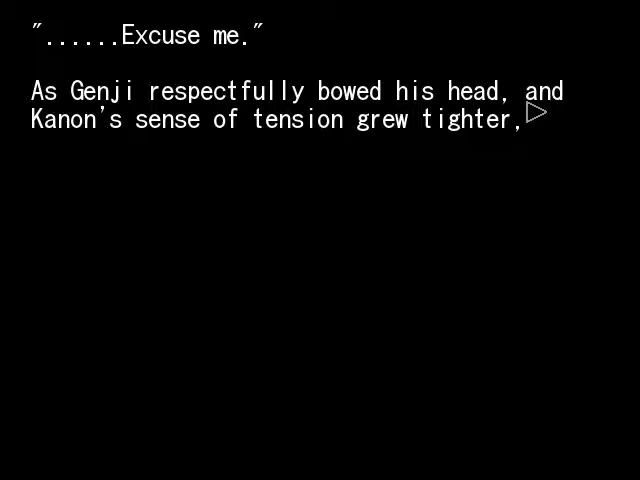 "......Excuse me."
As Genji respectfully bowed his head, and
Kanon's sense of tension grew tighter,